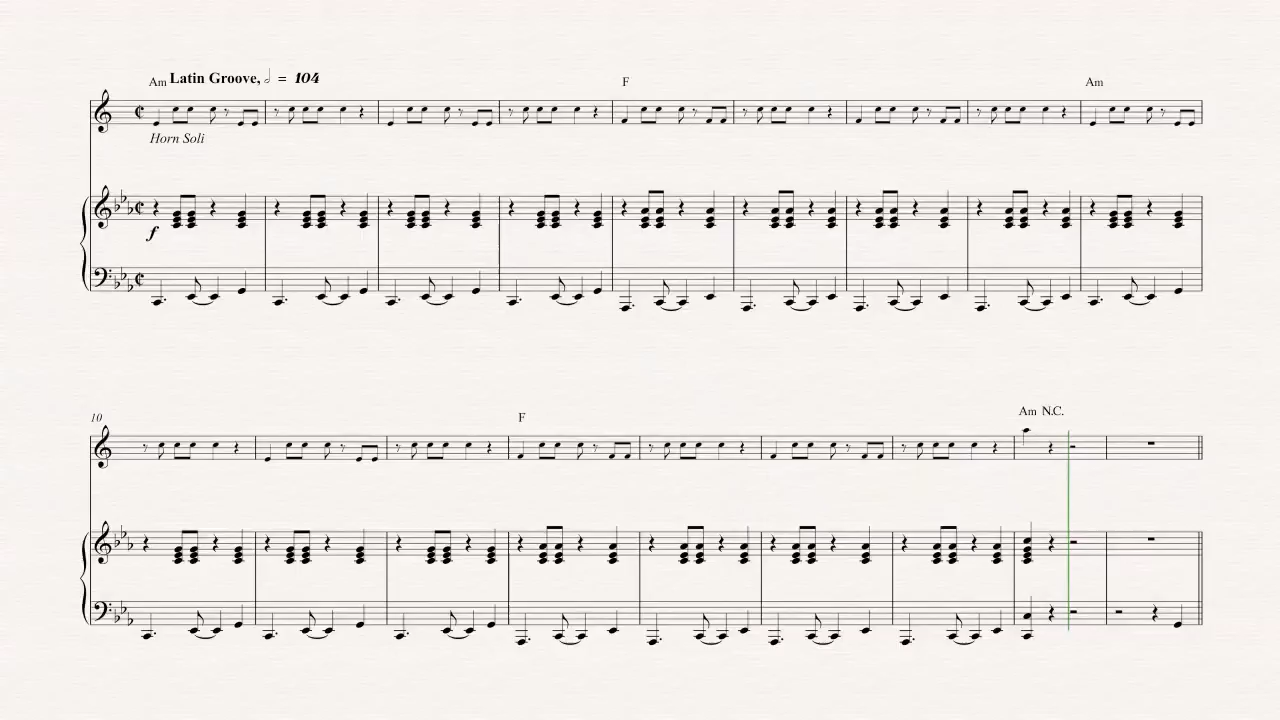 Am Latin Groove, 𝅗𝅥 = 104 F Am
Horn Soli
f
10 F Am N.C.